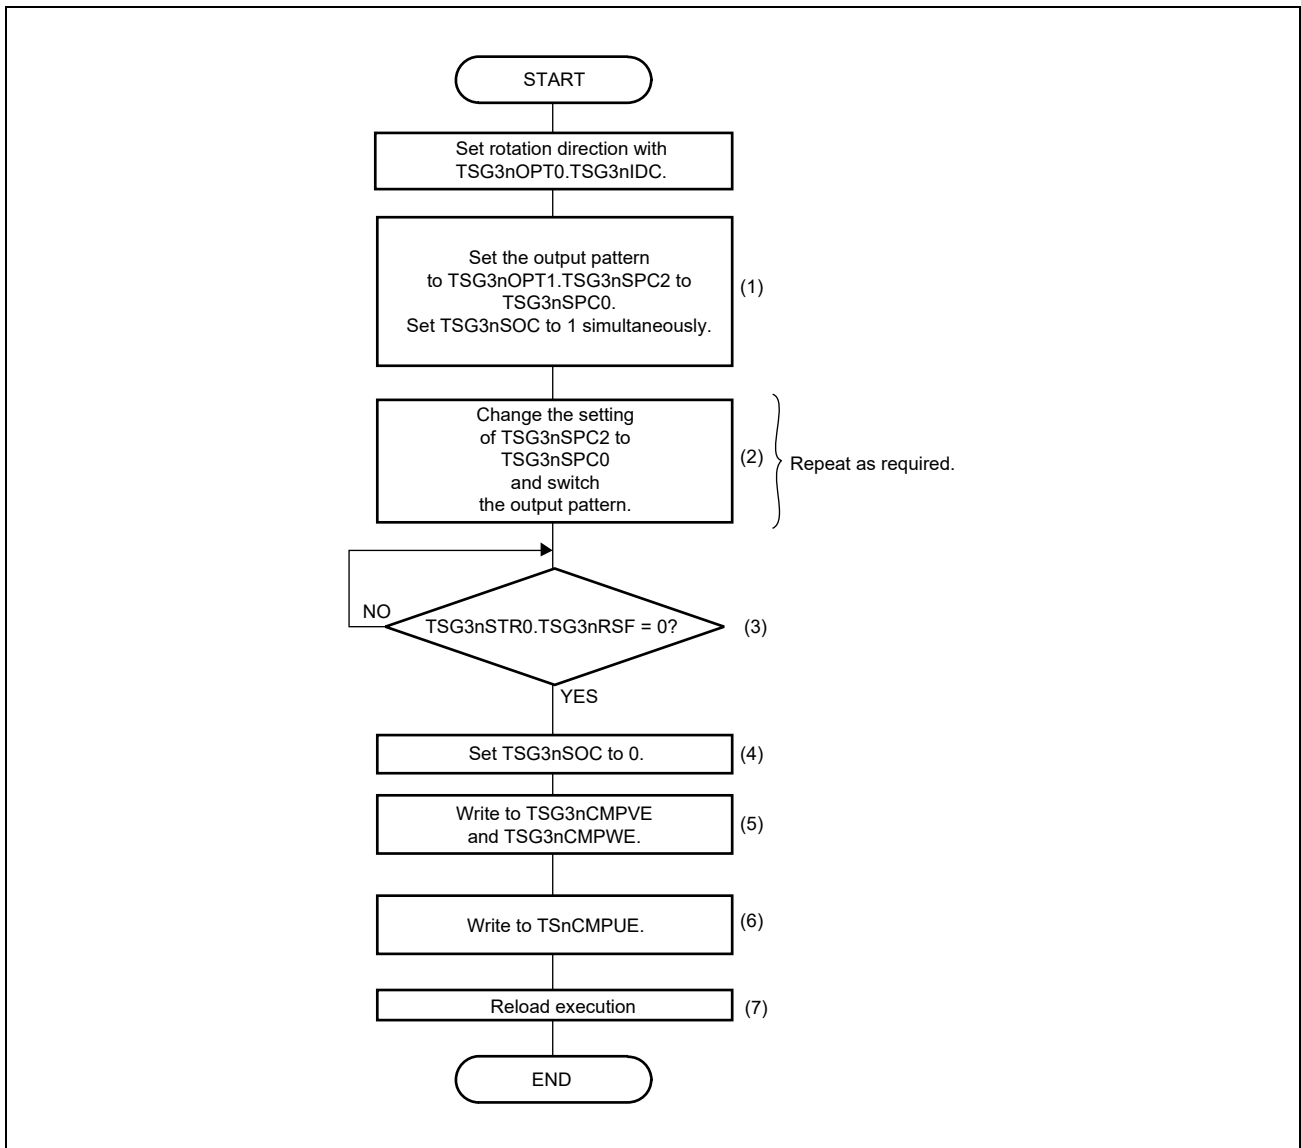 START
Set rotation direction with
TSG3nOPT0.TSG3nIDC.
Set the output pattern
to TSG3nOPT1.TSG3nSPC2 to
TSG3nSPC0.
Set TSG3nSOC to 1 simultaneously.
(1)
Change the setting
of TSG3nSPC2 to
TSG3nSPC0
and switch
the output pattern.
(2)
Repeat as required.
NO
TSG3nSTR0.TSG3nRSF = 0?
(3)
YES
Set TSG3nSOC to 0.
(4)
Write to TSG3nCMPVE
and TSG3nCMPWE.
(5)
Write to TSnCMPUE.
(6)
Reload execution
(7)
END